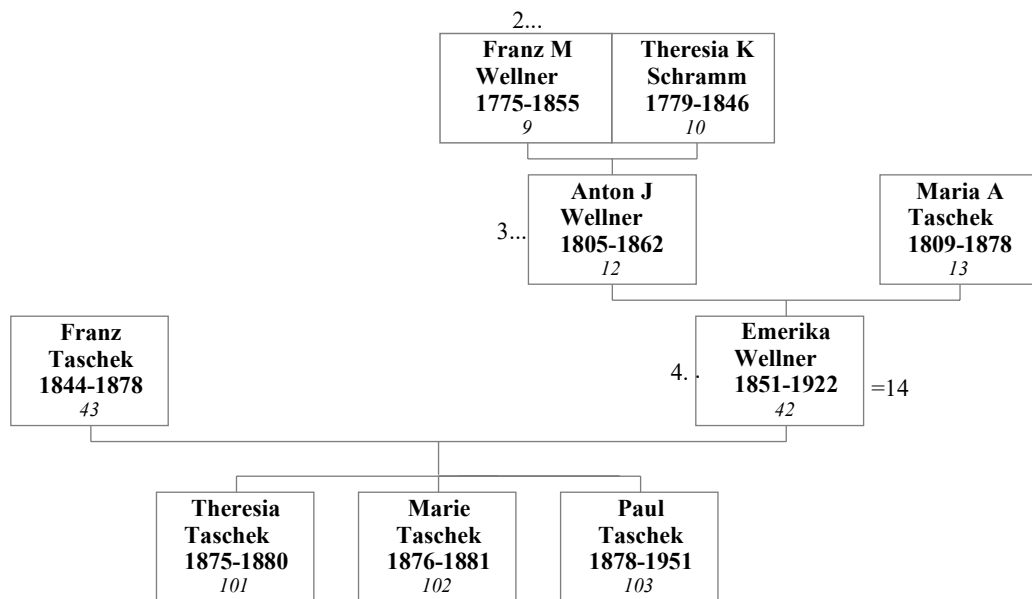 2...
Franz M
Wellner
1775-1855
9
Theresia K
Schramm
1779-1846
10
3...
Anton J
Wellner
1805-1862
12
Maria A
Taschek
1809-1878
13
Franz
Taschek
1844-1878
43
4. .
Emerika
Wellner
1851-1922
42
=14
Theresia
Taschek
1875-1880
101
Marie
Taschek
1876-1881
102
Paul
Taschek
1878-1951
103